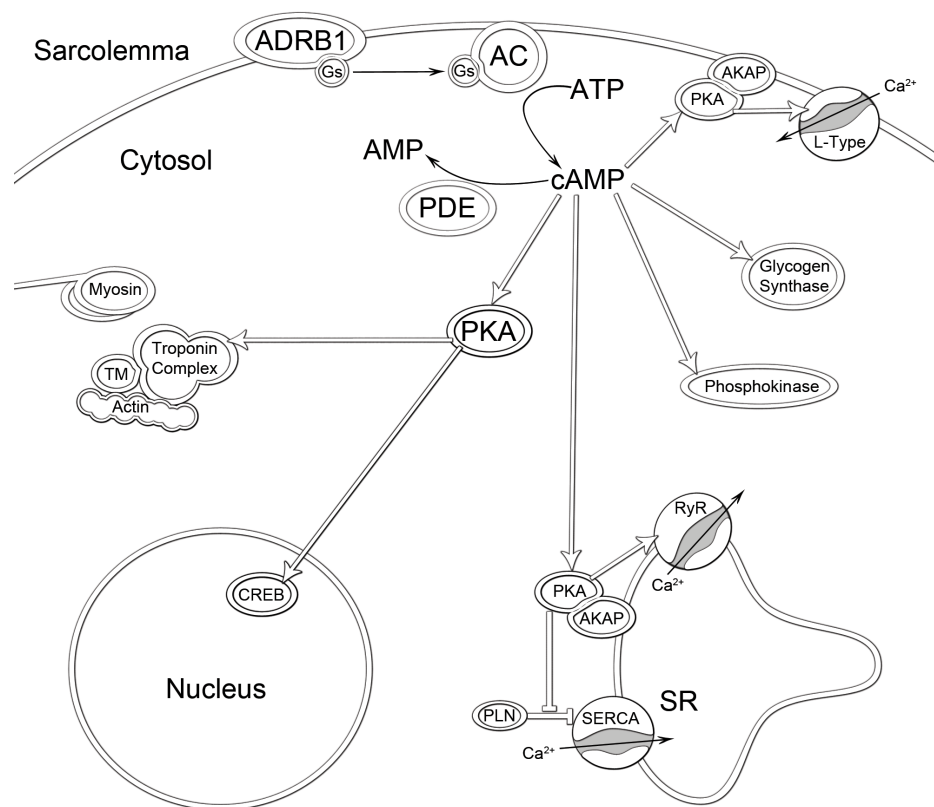 Sarcolemma
ADRB1
Gs
Gs
AC
ATP
AKAP
PKA
Ca²⁺
L-Type
Cytosol
AMP
cAMP
PDE
Glycogen
Synthase
Myosin
PKA
Troponin
Complex
TM
Actin
Phosphokinase
RyR
Ca²⁺
CREB
PKA
AKAP
Nucleus
SR
PLN
SERCA
Ca²⁺